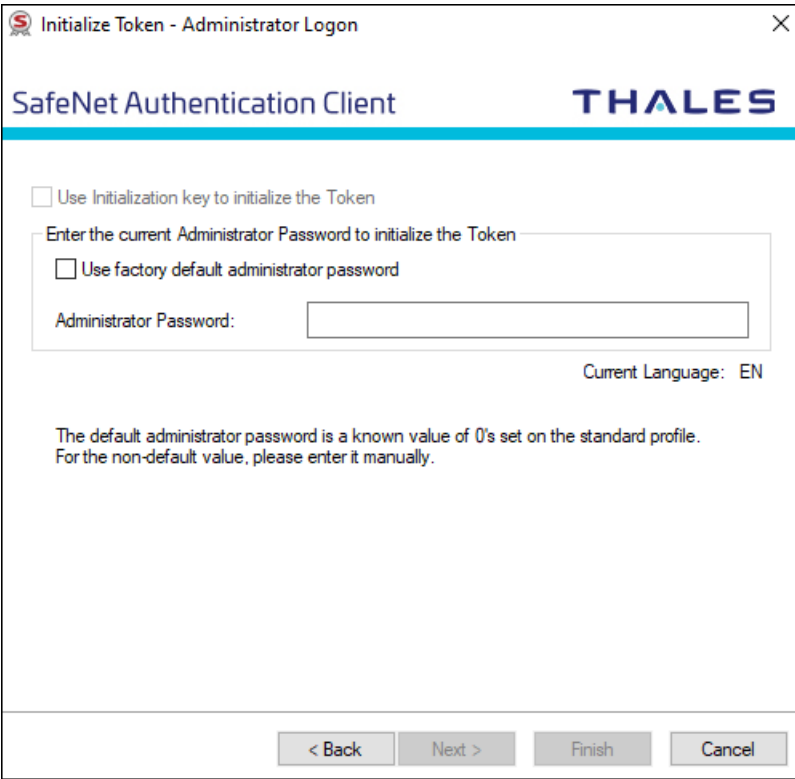 Initialize Token - Administrator Logon
SafeNet Authentication Client
THALES
Use Initialization key to initialize the Token
Enter the current Administrator Password to initialize the Token
Use factory default administrator password
Administrator Password:
Current Language: EN
The default administrator password is a known value of 0's set on the standard profile.
For the non-default value, please enter it manually.
< Back
Next >
Finish
Cancel